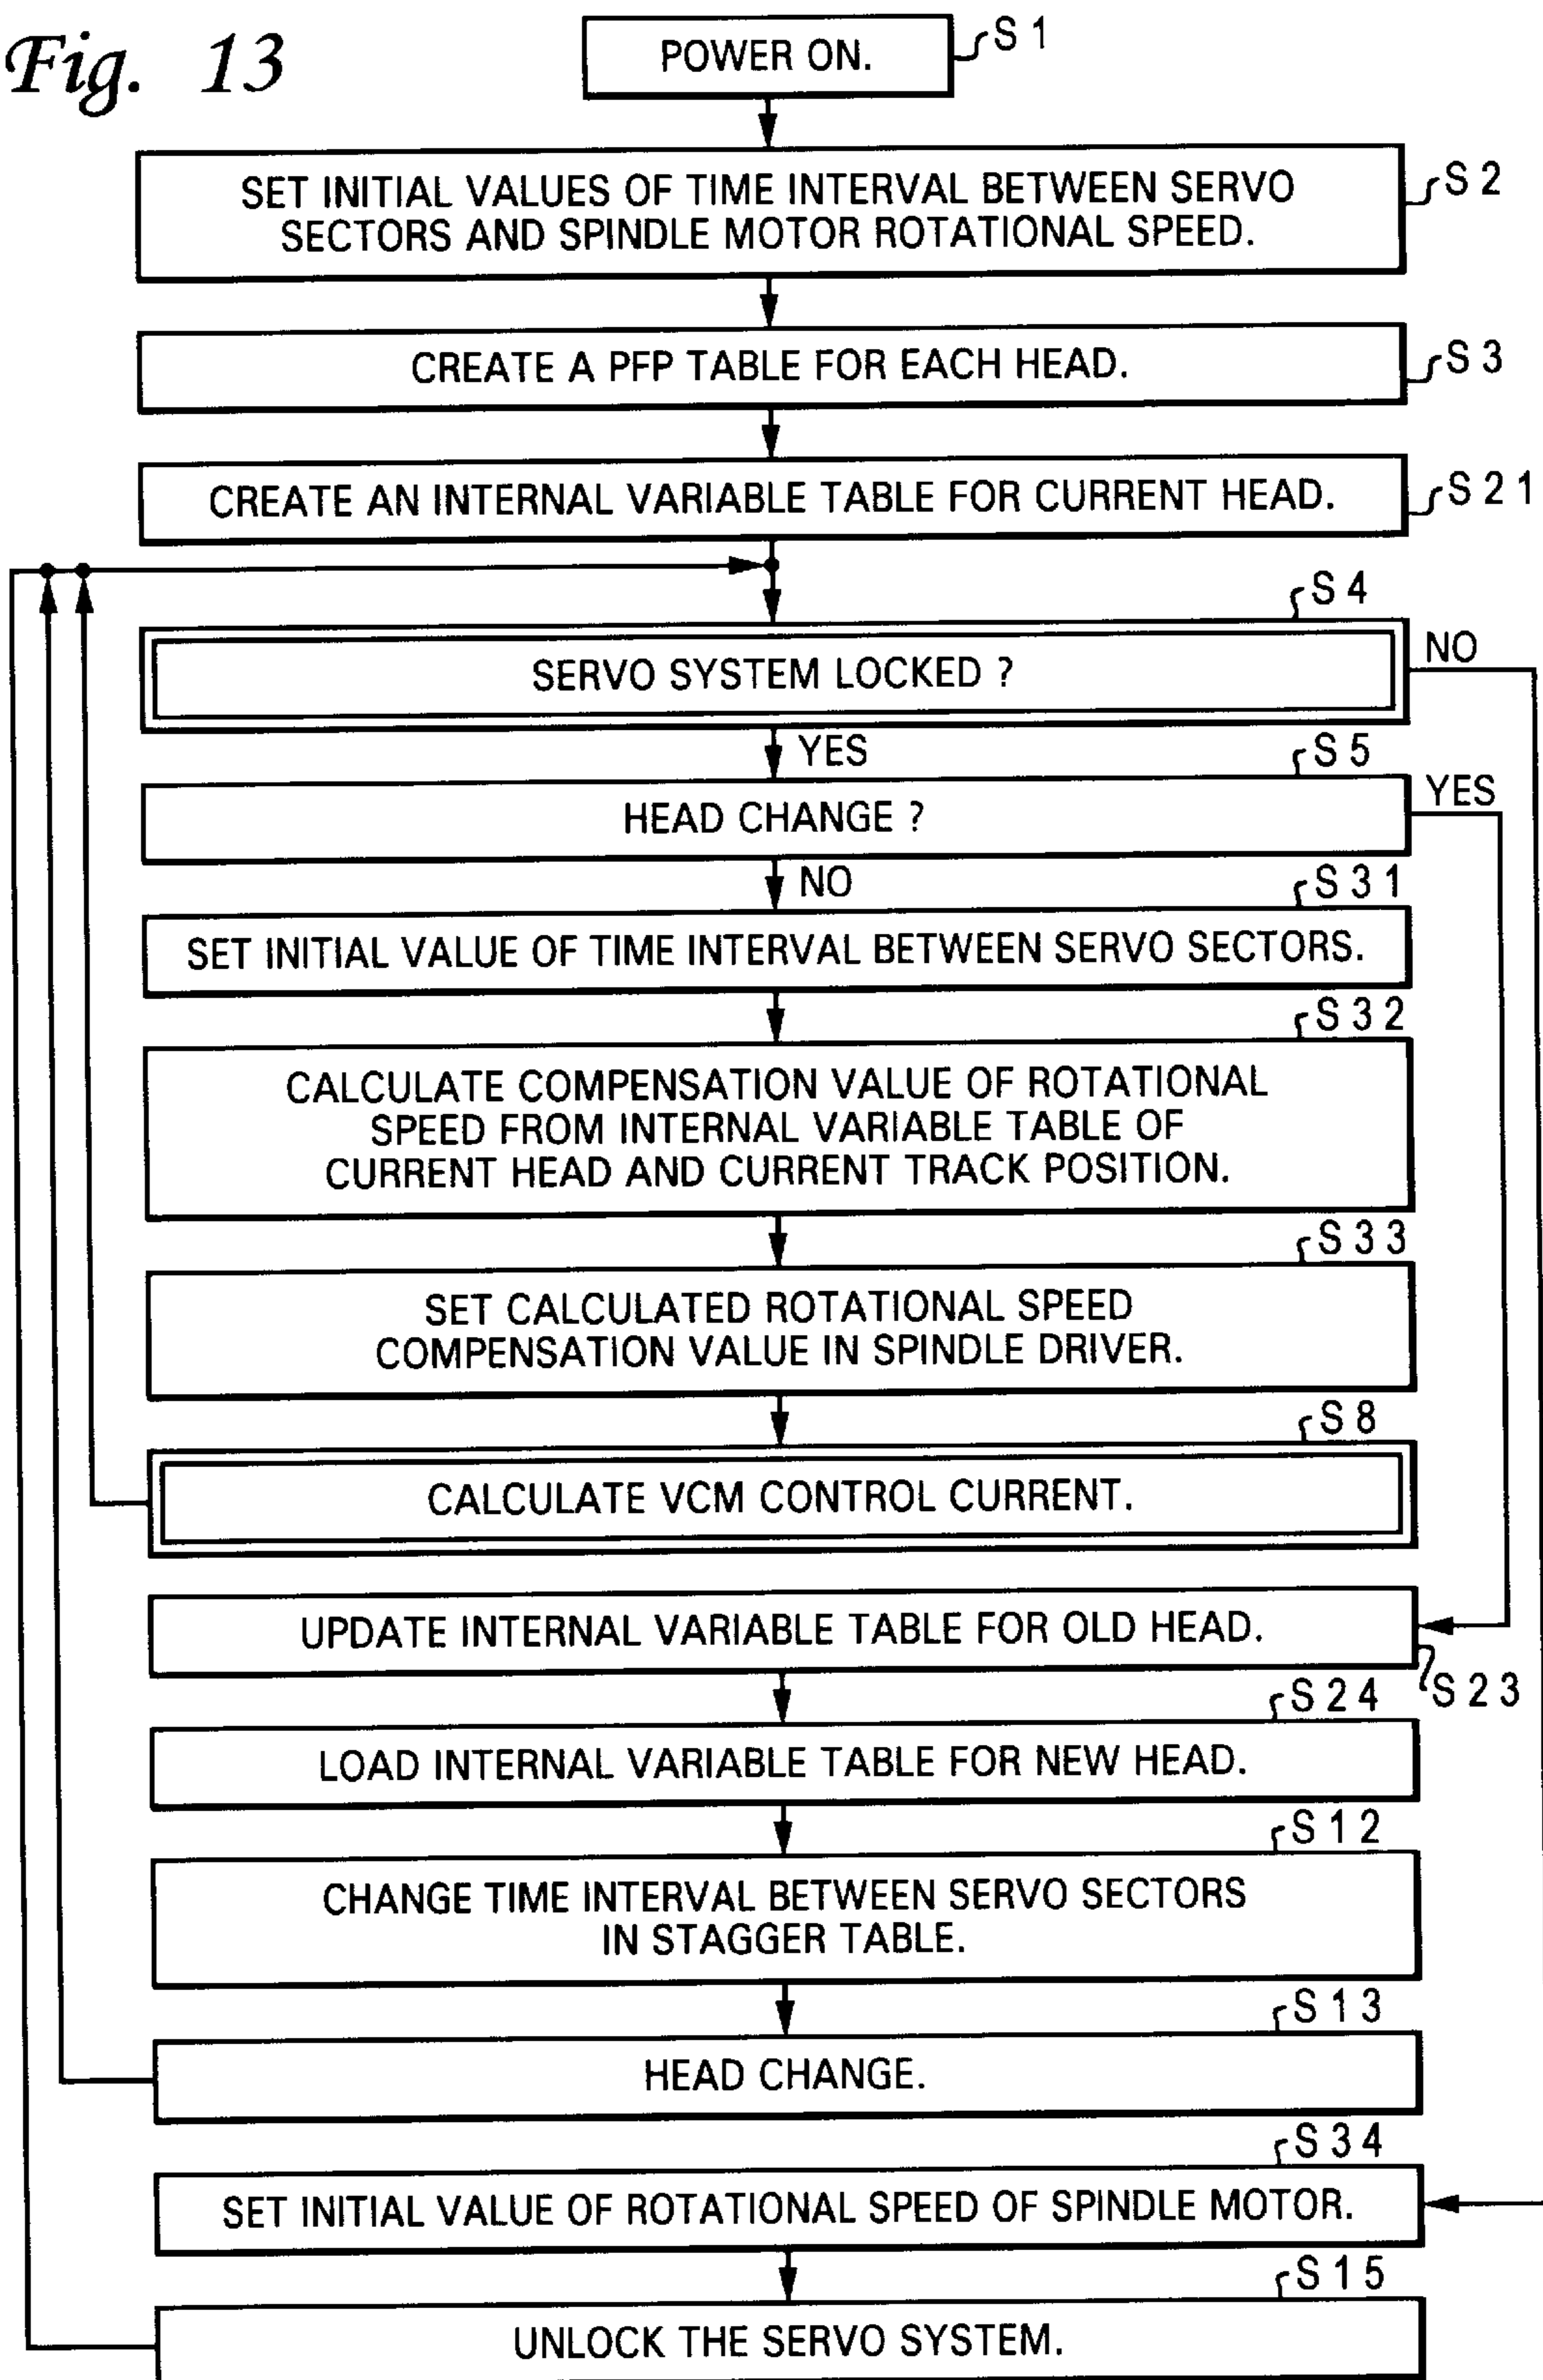 Fig. 13
POWER ON.
S1
SET INITIAL VALUES OF TIME INTERVAL BETWEEN SERVO
SECTORS AND SPINDLE MOTOR ROTATIONAL SPEED.
S2
CREATE A PFP TABLE FOR EACH HEAD.
S3
CREATE AN INTERNAL VARIABLE TABLE FOR CURRENT HEAD.
S21
S4
SERVO SYSTEM LOCKED ?
NO
YES
S5
HEAD CHANGE ?
YES
NO
S31
SET INITIAL VALUE OF TIME INTERVAL BETWEEN SERVO SECTORS.
S32
CALCULATE COMPENSATION VALUE OF ROTATIONAL
SPEED FROM INTERNAL VARIABLE TABLE OF
CURRENT HEAD AND CURRENT TRACK POSITION.
S33
SET CALCULATED ROTATIONAL SPEED
COMPENSATION VALUE IN SPINDLE DRIVER.
S8
CALCULATE VCM CONTROL CURRENT.
UPDATE INTERNAL VARIABLE TABLE FOR OLD HEAD.
S23
S24
LOAD INTERNAL VARIABLE TABLE FOR NEW HEAD.
S12
CHANGE TIME INTERVAL BETWEEN SERVO SECTORS
IN STAGGER TABLE.
S13
HEAD CHANGE.
S34
SET INITIAL VALUE OF ROTATIONAL SPEED OF SPINDLE MOTOR.
S15
UNLOCK THE SERVO SYSTEM.